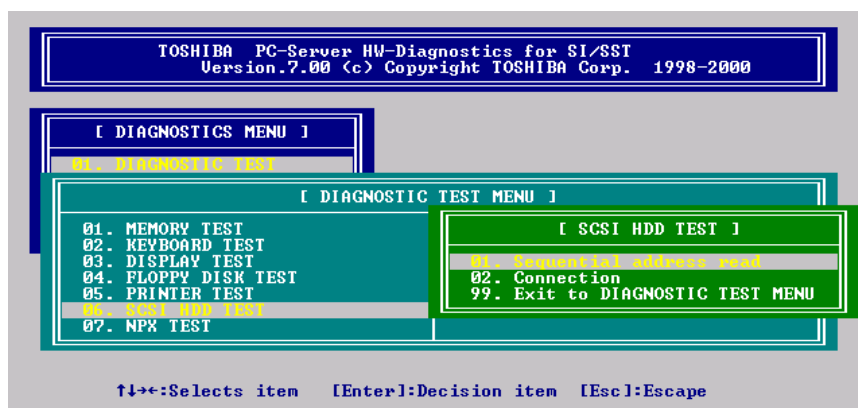 TOSHIBA PC-Server HW-Diagnostics for SI/SST
Version.7.00 (c) Copyright TOSHIBA Corp. 1998-2000
[ DIAGNOSTICS MENU ]
01. DIAGNOSTIC TEST
[ DIAGNOSTIC TEST MENU ]
01. MEMORY TEST
02. KEYBOARD TEST
03. DISPLAY TEST
04. FLOPPY DISK TEST
05. PRINTER TEST
06. SCSI HDD TEST
07. NPX TEST
[ SCSI HDD TEST ]
01. Sequential address read
02. Connection
99. Exit to DIAGNOSTIC TEST MENU
↑↓→←:Selects item [Enter]:Decision item [Esc]:Escape